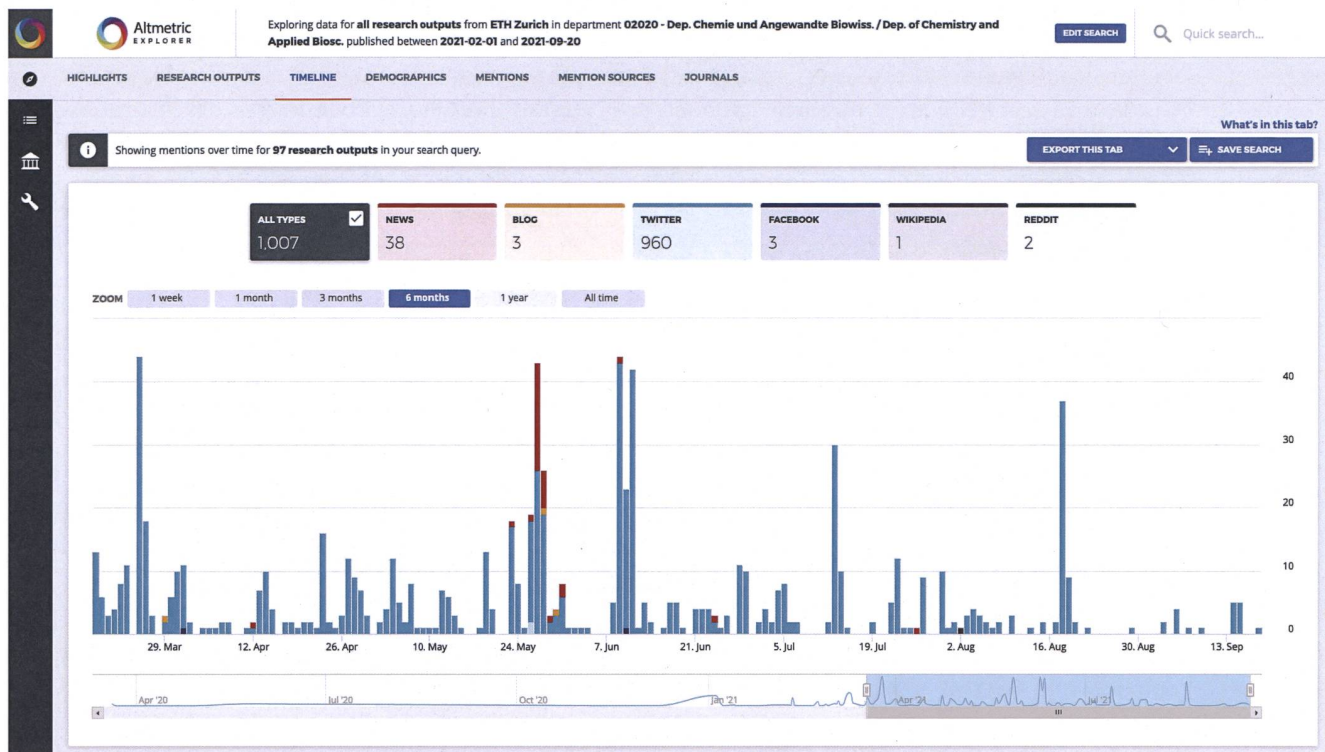 Altmetric
EXPLORER
Exploring data for all research outputs from ETH Zurich in department 02020 - Dep. Chemie und Angewandte Biowiss. / Dep. of Chemistry and
Applied Biosc. published between 2021-02-01 and 2021-09-20
EDIT SEARCH
Quick search...
HIGHLIGHTS RESEARCH OUTPUTS TIMELINE DEMOGRAPHICS MENTIONS MENTION SOURCES JOURNALS
What's in this tab?
i Showing mentions over time for 97 research outputs in your search query.
EXPORT THIS TAB SAVE SEARCH
ALL TYPES NEWS BLOG TWITTER FACEBOOK WIKIPEDIA REDDIT
1,007 38 3 960 3 1 2
ZOOM 1 week 1 month 3 months 6 months 1 year All time
40
30
20
10
0
29. Mar 12. Apr 26. Apr 10. May 24. May 7. Jun 21. Jun 5. Jul 19. Jul 2. Aug 16. Aug 30. Aug 13. Sep
Apr '20 Jul '20 Oct '20 Jan '21 Apr '21 Jul '21